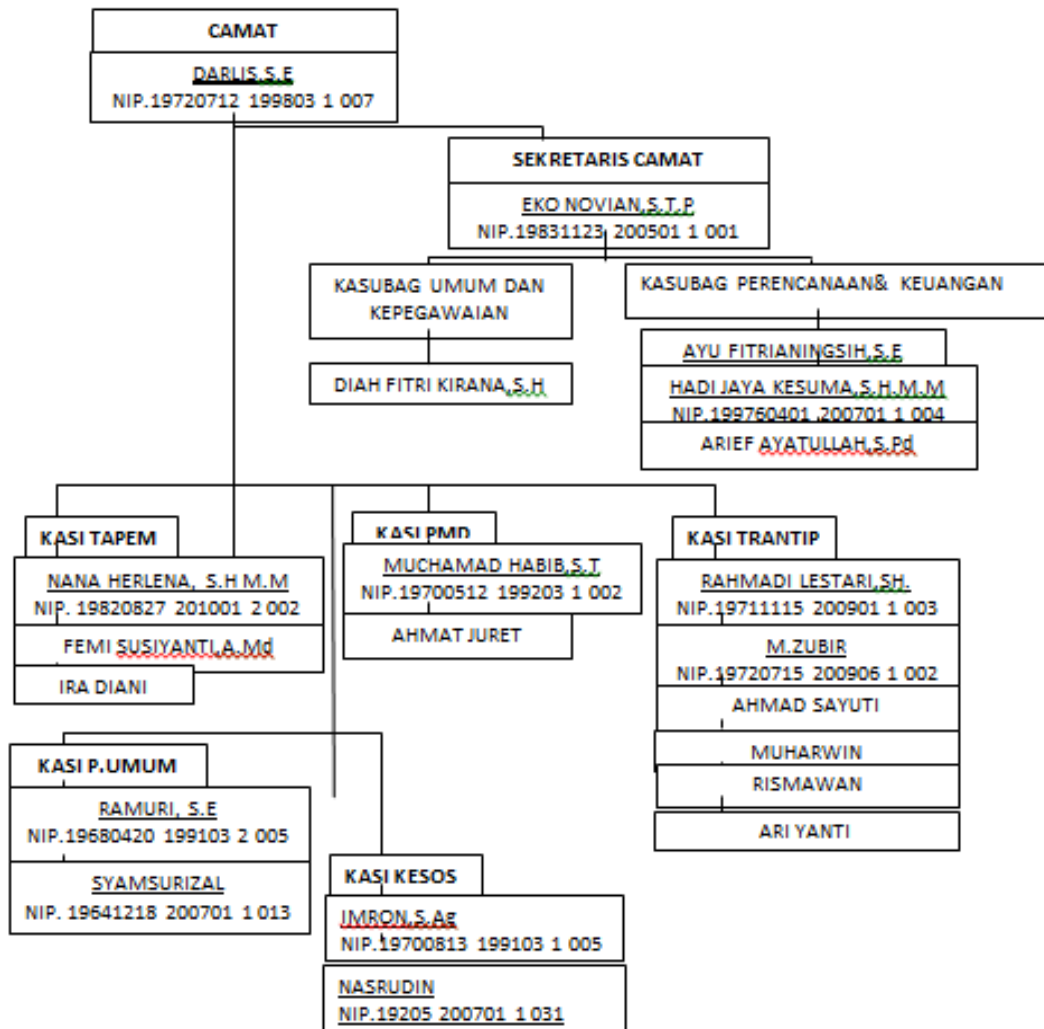 CAMAT
DARLIS,S.E
NIP.19720712 199803 1 007
SEKRETARIS CAMAT
EKO NOVIAN,S.T.P
NIP.19831123 200501 1 001
KASUBAG UMUM DAN
KEPEGAWAIAN
DIAH FITRI KIRANA,S.H
KASUBAG PERENCANAAN& KEUANGAN
AYU FITRIANINGSIH,S.E
HADI JAYA KESUMA,S.H.M.M
NIP.199760401 200701 1 004
ARIEF AYATULLAH,S.Pd
KASI TAPEM
NANA HERLENA, S.H M.M
NIP. 19820827 201001 2 002
FEMI SUSIYANTI,A.Md
IRA DIANI
KASI PMD
MUCHAMAD HABIB,S.T
NIP.19700512 199203 1 002
AHMAT JURET
KASI TRANTIP
RAHMADI LESTARI,SH.
NIP.19711115 200901 1 003
M.ZUBIR
NIP.19720715 200906 1 002
AHMAD SAYUTI
MUHARWIN
RISMAWAN
ARI YANTI
KASI P.UMUM
RAMURI, S.E
NIP.19680420 199103 2 005
SYAMSURIZAL
NIP. 19641218 200701 1 013
KASI KESOS
IMRON,S.Ag
NIP.19700813 199103 1 005
NASRUDIN
NIP.19205 200701 1 031